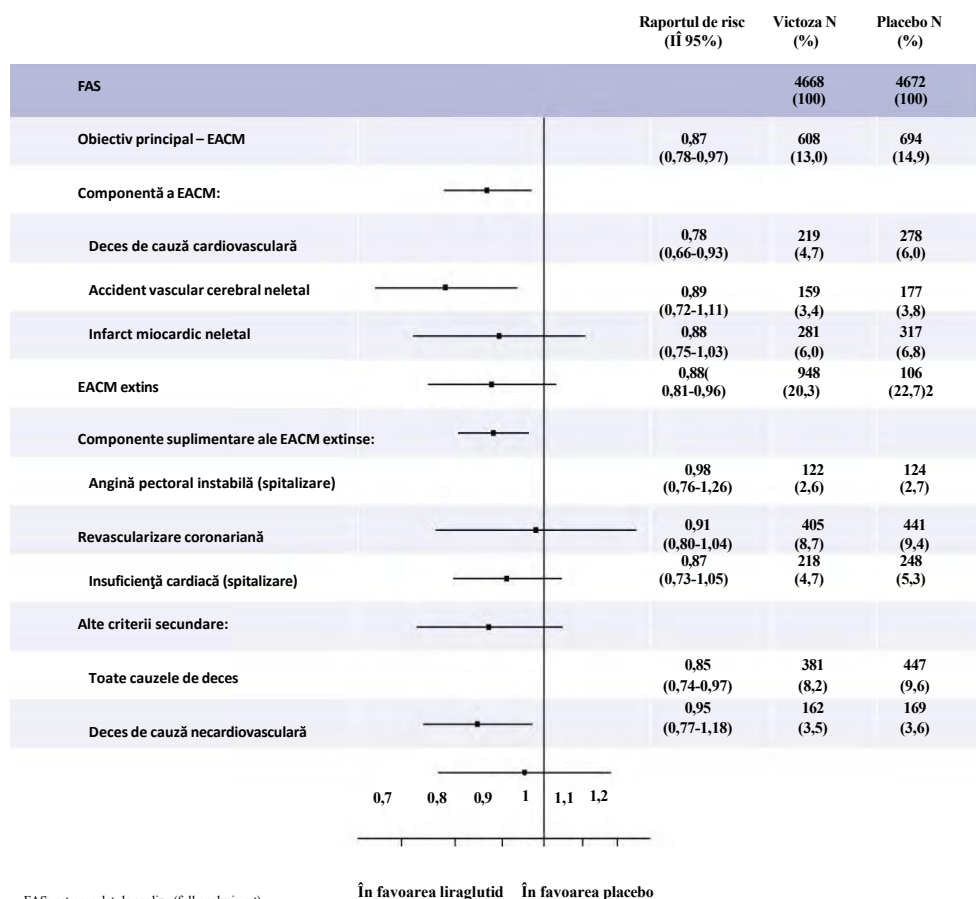 Raportul de risc Victoza N Placebo N
(IÎ 95%) (%) (%)
FAS 4668 4672
(100) (100)
Obiectiv principal – EACM 0,87 608 694
(0,78-0,97) (13,0) (14,9)
Componentă a EACM:
Deces de cauză cardiovasculară 0,78 219 278
(0,66-0,93) (4,7) (6,0)
Accident vascular cerebral neletal 0,89 159 177
(0,72-1,11) (3,4) (3,8)
Infarct miocardic neletal 0,88 281 317
(0,75-1,03) (6,0) (6,8)
EACM extins 0,88( 948 106
0,81-0,96) (20,3) (22,7)2
Componente suplimentare ale EACM extinse:
Angină pectoral instabilă (spitalizare) 0,98 122 124
(0,76-1,26) (2,6) (2,7)
Revascularizare coronariană 0,91 405 441
(0,80-1,04) (8,7) (9,4)
Insuficienţă cardiacă (spitalizare) 0,87 218 248
(0,73-1,05) (4,7) (5,3)
Alte criterii secundare:
Toate cauzele de deces 0,85 381 447
(0,74-0,97) (8,2) (9,6)
Deces de cauză necardiovasculară 0,95 162 169
(0,77-1,18) (3,5) (3,6)
0,7 0,8 0,9 1 1,1 1,2
În favoarea liraglutid În favoarea placebo